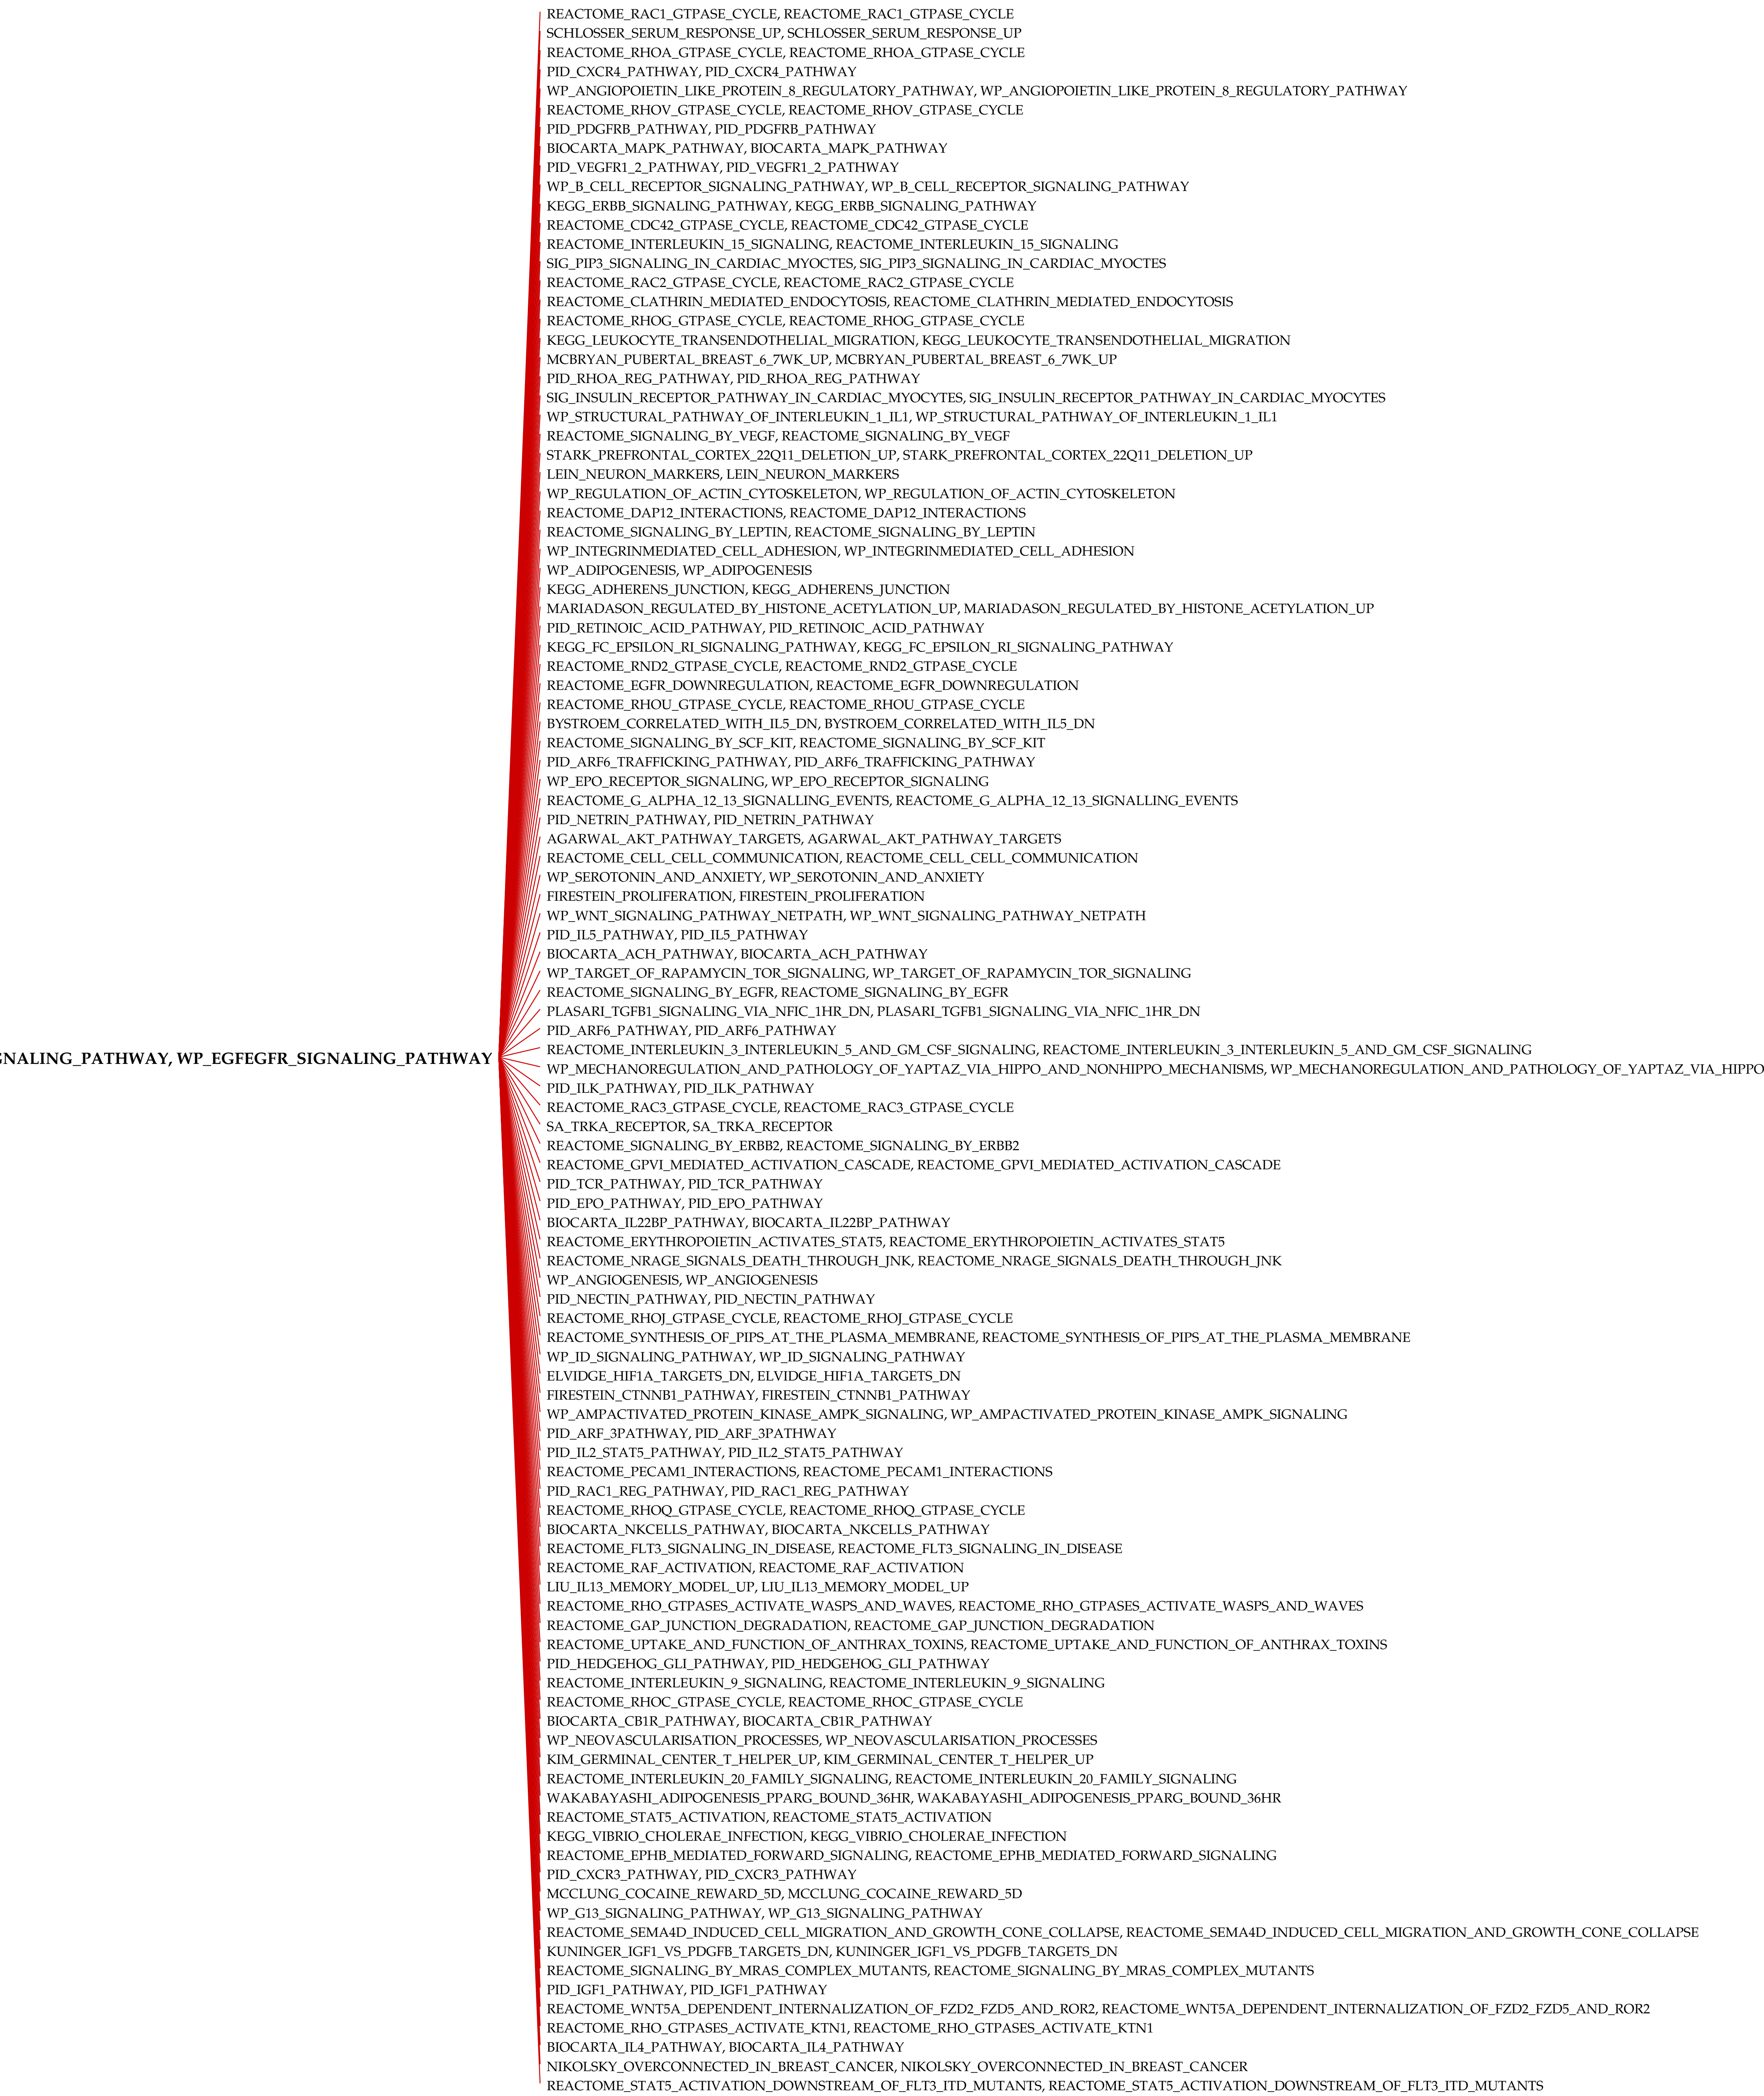 REACTOME_RAC1_GTPASE_CYCLE, REACTOME_RAC1_GTPASE_CYCLE
SCHLOSSER_SERUM_RESPONSE_UP, SCHLOSSER_SERUM_RESPONSE_UP
REACTOME_RHOA_GTPASE_CYCLE, REACTOME_RHOA_GTPASE_CYCLE
PID_CXCR4_PATHWAY, PID_CXCR4_PATHWAY
WP_ANGIOPOIETIN_LIKE_PROTEIN_8_REGULATORY_PATHWAY, WP_ANGIOPOIETIN_LIKE_PROTEIN_8_REGULATORY_PATHWAY
REACTOME_RHOV_GTPASE_CYCLE, REACTOME_RHOV_GTPASE_CYCLE
PID_PDGFRB_PATHWAY, PID_PDGFRB_PATHWAY
BIOCARTA_MAPK_PATHWAY, BIOCARTA_MAPK_PATHWAY
PID_VEGFR1_2_PATHWAY, PID_VEGFR1_2_PATHWAY
WP_B_CELL_RECEPTOR_SIGNALING_PATHWAY, WP_B_CELL_RECEPTOR_SIGNALING_PATHWAY
KEGG_ERBB_SIGNALING_PATHWAY, KEGG_ERBB_SIGNALING_PATHWAY
REACTOME_CDC42_GTPASE_CYCLE, REACTOME_CDC42_GTPASE_CYCLE
REACTOME_INTERLEUKIN_15_SIGNALING, REACTOME_INTERLEUKIN_15_SIGNALING
SIG_PIP3_SIGNALING_IN_CARDIAC_MYOCTES, SIG_PIP3_SIGNALING_IN_CARDIAC_MYOCTES
REACTOME_RAC2_GTPASE_CYCLE, REACTOME_RAC2_GTPASE_CYCLE
REACTOME_CLATHRIN_MEDIATED_ENDOCYTOSIS, REACTOME_CLATHRIN_MEDIATED_ENDOCYTOSIS
REACTOME_RHOG_GTPASE_CYCLE, REACTOME_RHOG_GTPASE_CYCLE
KEGG_LEUKOCYTE_TRANSENDOTHELIAL_MIGRATION, KEGG_LEUKOCYTE_TRANSENDOTHELIAL_MIGRATION
MCBRYAN_PUBERTAL_BREAST_6_7WK_UP, MCBRYAN_PUBERTAL_BREAST_6_7WK_UP
PID_RHOA_REG_PATHWAY, PID_RHOA_REG_PATHWAY
SIG_INSULIN_RECEPTOR_PATHWAY_IN_CARDIAC_MYOCYTES, SIG_INSULIN_RECEPTOR_PATHWAY_IN_CARDIAC_MYOCYTES
WP_STRUCTURAL_PATHWAY_OF_INTERLEUKIN_1_IL1, WP_STRUCTURAL_PATHWAY_OF_INTERLEUKIN_1_IL1
REACTOME_SIGNALING_BY_VEGF, REACTOME_SIGNALING_BY_VEGF
STARK_PREFRONTAL_CORTEX_22Q11_DELETION_UP, STARK_PREFRONTAL_CORTEX_22Q11_DELETION_UP
LEIN_NEURON_MARKERS, LEIN_NEURON_MARKERS
WP_REGULATION_OF_ACTIN_CYTOSKELETON, WP_REGULATION_OF_ACTIN_CYTOSKELETON
REACTOME_DAP12_INTERACTIONS, REACTOME_DAP12_INTERACTIONS
REACTOME_SIGNALING_BY_LEPTIN, REACTOME_SIGNALING_BY_LEPTIN
WP_INTEGRINMEDIATED_CELL_ADHESION, WP_INTEGRINMEDIATED_CELL_ADHESION
WP_ADIPOGENESIS, WP_ADIPOGENESIS
KEGG_ADHERENS_JUNCTION, KEGG_ADHERENS_JUNCTION
MARIADASON_REGULATED_BY_HISTONE_ACETYLATION_UP, MARIADASON_REGULATED_BY_HISTONE_ACETYLATION_UP
PID_RETINOIC_ACID_PATHWAY, PID_RETINOIC_ACID_PATHWAY
KEGG_FC_EPSILON_RI_SIGNALING_PATHWAY, KEGG_FC_EPSILON_RI_SIGNALING_PATHWAY
REACTOME_RND2_GTPASE_CYCLE, REACTOME_RND2_GTPASE_CYCLE
REACTOME_EGFR_DOWNREGULATION, REACTOME_EGFR_DOWNREGULATION
REACTOME_RHOU_GTPASE_CYCLE, REACTOME_RHOU_GTPASE_CYCLE
BYSTROEM_CORRELATED_WITH_IL5_DN, BYSTROEM_CORRELATED_WITH_IL5_DN
REACTOME_SIGNALING_BY_SCF_KIT, REACTOME_SIGNALING_BY_SCF_KIT
PID_ARF6_TRAFFICKING_PATHWAY, PID_ARF6_TRAFFICKING_PATHWAY
WP_EPO_RECEPTOR_SIGNALING, WP_EPO_RECEPTOR_SIGNALING
REACTOME_G_ALPHA_12_13_SIGNALLING_EVENTS, REACTOME_G_ALPHA_12_13_SIGNALLING_EVENTS
PID_NETRIN_PATHWAY, PID_NETRIN_PATHWAY
AGARWAL_AKT_PATHWAY_TARGETS, AGARWAL_AKT_PATHWAY_TARGETS
REACTOME_CELL_CELL_COMMUNICATION, REACTOME_CELL_CELL_COMMUNICATION
WP_SEROTONIN_AND_ANXIETY, WP_SEROTONIN_AND_ANXIETY
FIRESTEIN_PROLIFERATION, FIRESTEIN_PROLIFERATION
WP_WNT_SIGNALING_PATHWAY_NETPATH, WP_WNT_SIGNALING_PATHWAY_NETPATH
PID_IL5_PATHWAY, PID_IL5_PATHWAY
BIOCARTA_ACH_PATHWAY, BIOCARTA_ACH_PATHWAY
WP_TARGET_OF_RAPAMYCIN_TOR_SIGNALING, WP_TARGET_OF_RAPAMYCIN_TOR_SIGNALING
REACTOME_SIGNALING_BY_EGFR, REACTOME_SIGNALING_BY_EGFR
PLASARI_TGFB1_SIGNALING_VIA_NFIC_1HR_DN, PLASARI_TGFB1_SIGNALING_VIA_NFIC_1HR_DN
PID_ARF6_PATHWAY, PID_ARF6_PATHWAY
REACTOME_INTERLEUKIN_3_INTERLEUKIN_5_AND_GM_CSF_SIGNALING, REACTOME_INTERLEUKIN_3_INTERLEUKIN_5_AND_GM_CSF_SIGNALING
GNALING_PATHWAY, WP_EGFEGFR_SIGNALING_PATHWAY
WP_MECHANOREGULATION_AND_PATHOLOGY_OF_YAPTAZ_VIA_HIPPO_AND_NONHIPPO_MECHANISMS, WP_MECHANOREGULATION_AND_PATHOLOGY_OF_YAPTAZ_VIA_HIPPO
PID_ILK_PATHWAY, PID_ILK_PATHWAY
REACTOME_RAC3_GTPASE_CYCLE, REACTOME_RAC3_GTPASE_CYCLE
SA_TRKA_RECEPTOR, SA_TRKA_RECEPTOR
REACTOME_SIGNALING_BY_ERBB2, REACTOME_SIGNALING_BY_ERBB2
REACTOME_GPVI_MEDIATED_ACTIVATION_CASCADE, REACTOME_GPVI_MEDIATED_ACTIVATION_CASCADE
PID_TCR_PATHWAY, PID_TCR_PATHWAY
PID_EPO_PATHWAY, PID_EPO_PATHWAY
BIOCARTA_IL22BP_PATHWAY, BIOCARTA_IL22BP_PATHWAY
REACTOME_ERYTHROPOIETIN_ACTIVATES_STAT5, REACTOME_ERYTHROPOIETIN_ACTIVATES_STAT5
REACTOME_NRAGE_SIGNALS_DEATH_THROUGH_JNK, REACTOME_NRAGE_SIGNALS_DEATH_THROUGH_JNK
WP_ANGIOGENESIS, WP_ANGIOGENESIS
PID_NECTIN_PATHWAY, PID_NECTIN_PATHWAY
REACTOME_RHOJ_GTPASE_CYCLE, REACTOME_RHOJ_GTPASE_CYCLE
REACTOME_SYNTHESIS_OF_PIPS_AT_THE_PLASMA_MEMBRANE, REACTOME_SYNTHESIS_OF_PIPS_AT_THE_PLASMA_MEMBRANE
WP_ID_SIGNALING_PATHWAY, WP_ID_SIGNALING_PATHWAY
ELVIDGE_HIF1A_TARGETS_DN, ELVIDGE_HIF1A_TARGETS_DN
FIRESTEIN_CTNNB1_PATHWAY, FIRESTEIN_CTNNB1_PATHWAY
WP_AMPACTIVATED_PROTEIN_KINASE_AMPK_SIGNALING, WP_AMPACTIVATED_PROTEIN_KINASE_AMPK_SIGNALING
PID_ARF_3PATHWAY, PID_ARF_3PATHWAY
PID_IL2_STAT5_PATHWAY, PID_IL2_STAT5_PATHWAY
REACTOME_PECAM1_INTERACTIONS, REACTOME_PECAM1_INTERACTIONS
PID_RAC1_REG_PATHWAY, PID_RAC1_REG_PATHWAY
REACTOME_RHOQ_GTPASE_CYCLE, REACTOME_RHOQ_GTPASE_CYCLE
BIOCARTA_NKCELLS_PATHWAY, BIOCARTA_NKCELLS_PATHWAY
REACTOME_FLT3_SIGNALING_IN_DISEASE, REACTOME_FLT3_SIGNALING_IN_DISEASE
REACTOME_RAF_ACTIVATION, REACTOME_RAF_ACTIVATION
LIU_IL13_MEMORY_MODEL_UP, LIU_IL13_MEMORY_MODEL_UP
REACTOME_RHO_GTPASES_ACTIVATE_WASPS_AND_WAVES, REACTOME_RHO_GTPASES_ACTIVATE_WASPS_AND_WAVES
REACTOME_GAP_JUNCTION_DEGRADATION, REACTOME_GAP_JUNCTION_DEGRADATION
REACTOME_UPTAKE_AND_FUNCTION_OF_ANTHRAX_TOXINS, REACTOME_UPTAKE_AND_FUNCTION_OF_ANTHRAX_TOXINS
PID_HEDGEHOG_GLI_PATHWAY, PID_HEDGEHOG_GLI_PATHWAY
REACTOME_INTERLEUKIN_9_SIGNALING, REACTOME_INTERLEUKIN_9_SIGNALING
REACTOME_RHOC_GTPASE_CYCLE, REACTOME_RHOC_GTPASE_CYCLE
BIOCARTA_CB1R_PATHWAY, BIOCARTA_CB1R_PATHWAY
WP_NEOVASCULARISATION_PROCESSES, WP_NEOVASCULARISATION_PROCESSES
KIM_GERMINAL_CENTER_T_HELPER_UP, KIM_GERMINAL_CENTER_T_HELPER_UP
REACTOME_INTERLEUKIN_20_FAMILY_SIGNALING, REACTOME_INTERLEUKIN_20_FAMILY_SIGNALING
WAKABAYASHI_ADIPOGENESIS_PPARG_BOUND_36HR, WAKABAYASHI_ADIPOGENESIS_PPARG_BOUND_36HR
REACTOME_STAT5_ACTIVATION, REACTOME_STAT5_ACTIVATION
KEGG_VIBRIO_CHOLERAE_INFECTION, KEGG_VIBRIO_CHOLERAE_INFECTION
REACTOME_EPHB_MEDIATED_FORWARD_SIGNALING, REACTOME_EPHB_MEDIATED_FORWARD_SIGNALING
PID_CXCR3_PATHWAY, PID_CXCR3_PATHWAY
MCCLUNG_COCAINE_REWARD_5D, MCCLUNG_COCAINE_REWARD_5D
WP_G13_SIGNALING_PATHWAY, WP_G13_SIGNALING_PATHWAY
REACTOME_SEMA4D_INDUCED_CELL_MIGRATION_AND_GROWTH_CONE_COLLAPSE, REACTOME_SEMA4D_INDUCED_CELL_MIGRATION_AND_GROWTH_CONE_COLLAPSE
KUNINGER_IGF1_VS_PDGFB_TARGETS_DN, KUNINGER_IGF1_VS_PDGFB_TARGETS_DN
REACTOME_SIGNALING_BY_MRAS_COMPLEX_MUTANTS, REACTOME_SIGNALING_BY_MRAS_COMPLEX_MUTANTS
PID_IGF1_PATHWAY, PID_IGF1_PATHWAY
REACTOME_WNT5A_DEPENDENT_INTERNALIZATION_OF_FZD2_FZD5_AND_ROR2, REACTOME_WNT5A_DEPENDENT_INTERNALIZATION_OF_FZD2_FZD5_AND_ROR2
REACTOME_RHO_GTPASES_ACTIVATE_KTN1, REACTOME_RHO_GTPASES_ACTIVATE_KTN1
BIOCARTA_IL4_PATHWAY, BIOCARTA_IL4_PATHWAY
NIKOLSKY_OVERCONNECTED_IN_BREAST_CANCER, NIKOLSKY_OVERCONNECTED_IN_BREAST_CANCER
REACTOME_STAT5_ACTIVATION_DOWNSTREAM_OF_FLT3_ITD_MUTANTS, REACTOME_STAT5_ACTIVATION_DOWNSTREAM_OF_FLT3_ITD_MUTANTS